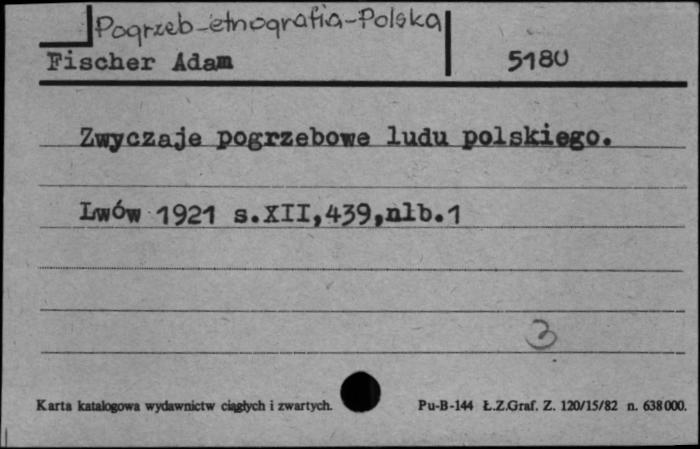 Pogrzeb-etnografia-Polska
Fischer Adam 5180
Zwyczaje pogrzebowe ludu polskiego.
Lwów 1921 s.XII,439,nlb.1
3
Karta katalogowa wydawnictw ciągłych i zwartych. Pu-B-144 Ł.Z.Graf. Z. 120/15/82 n. 638000.